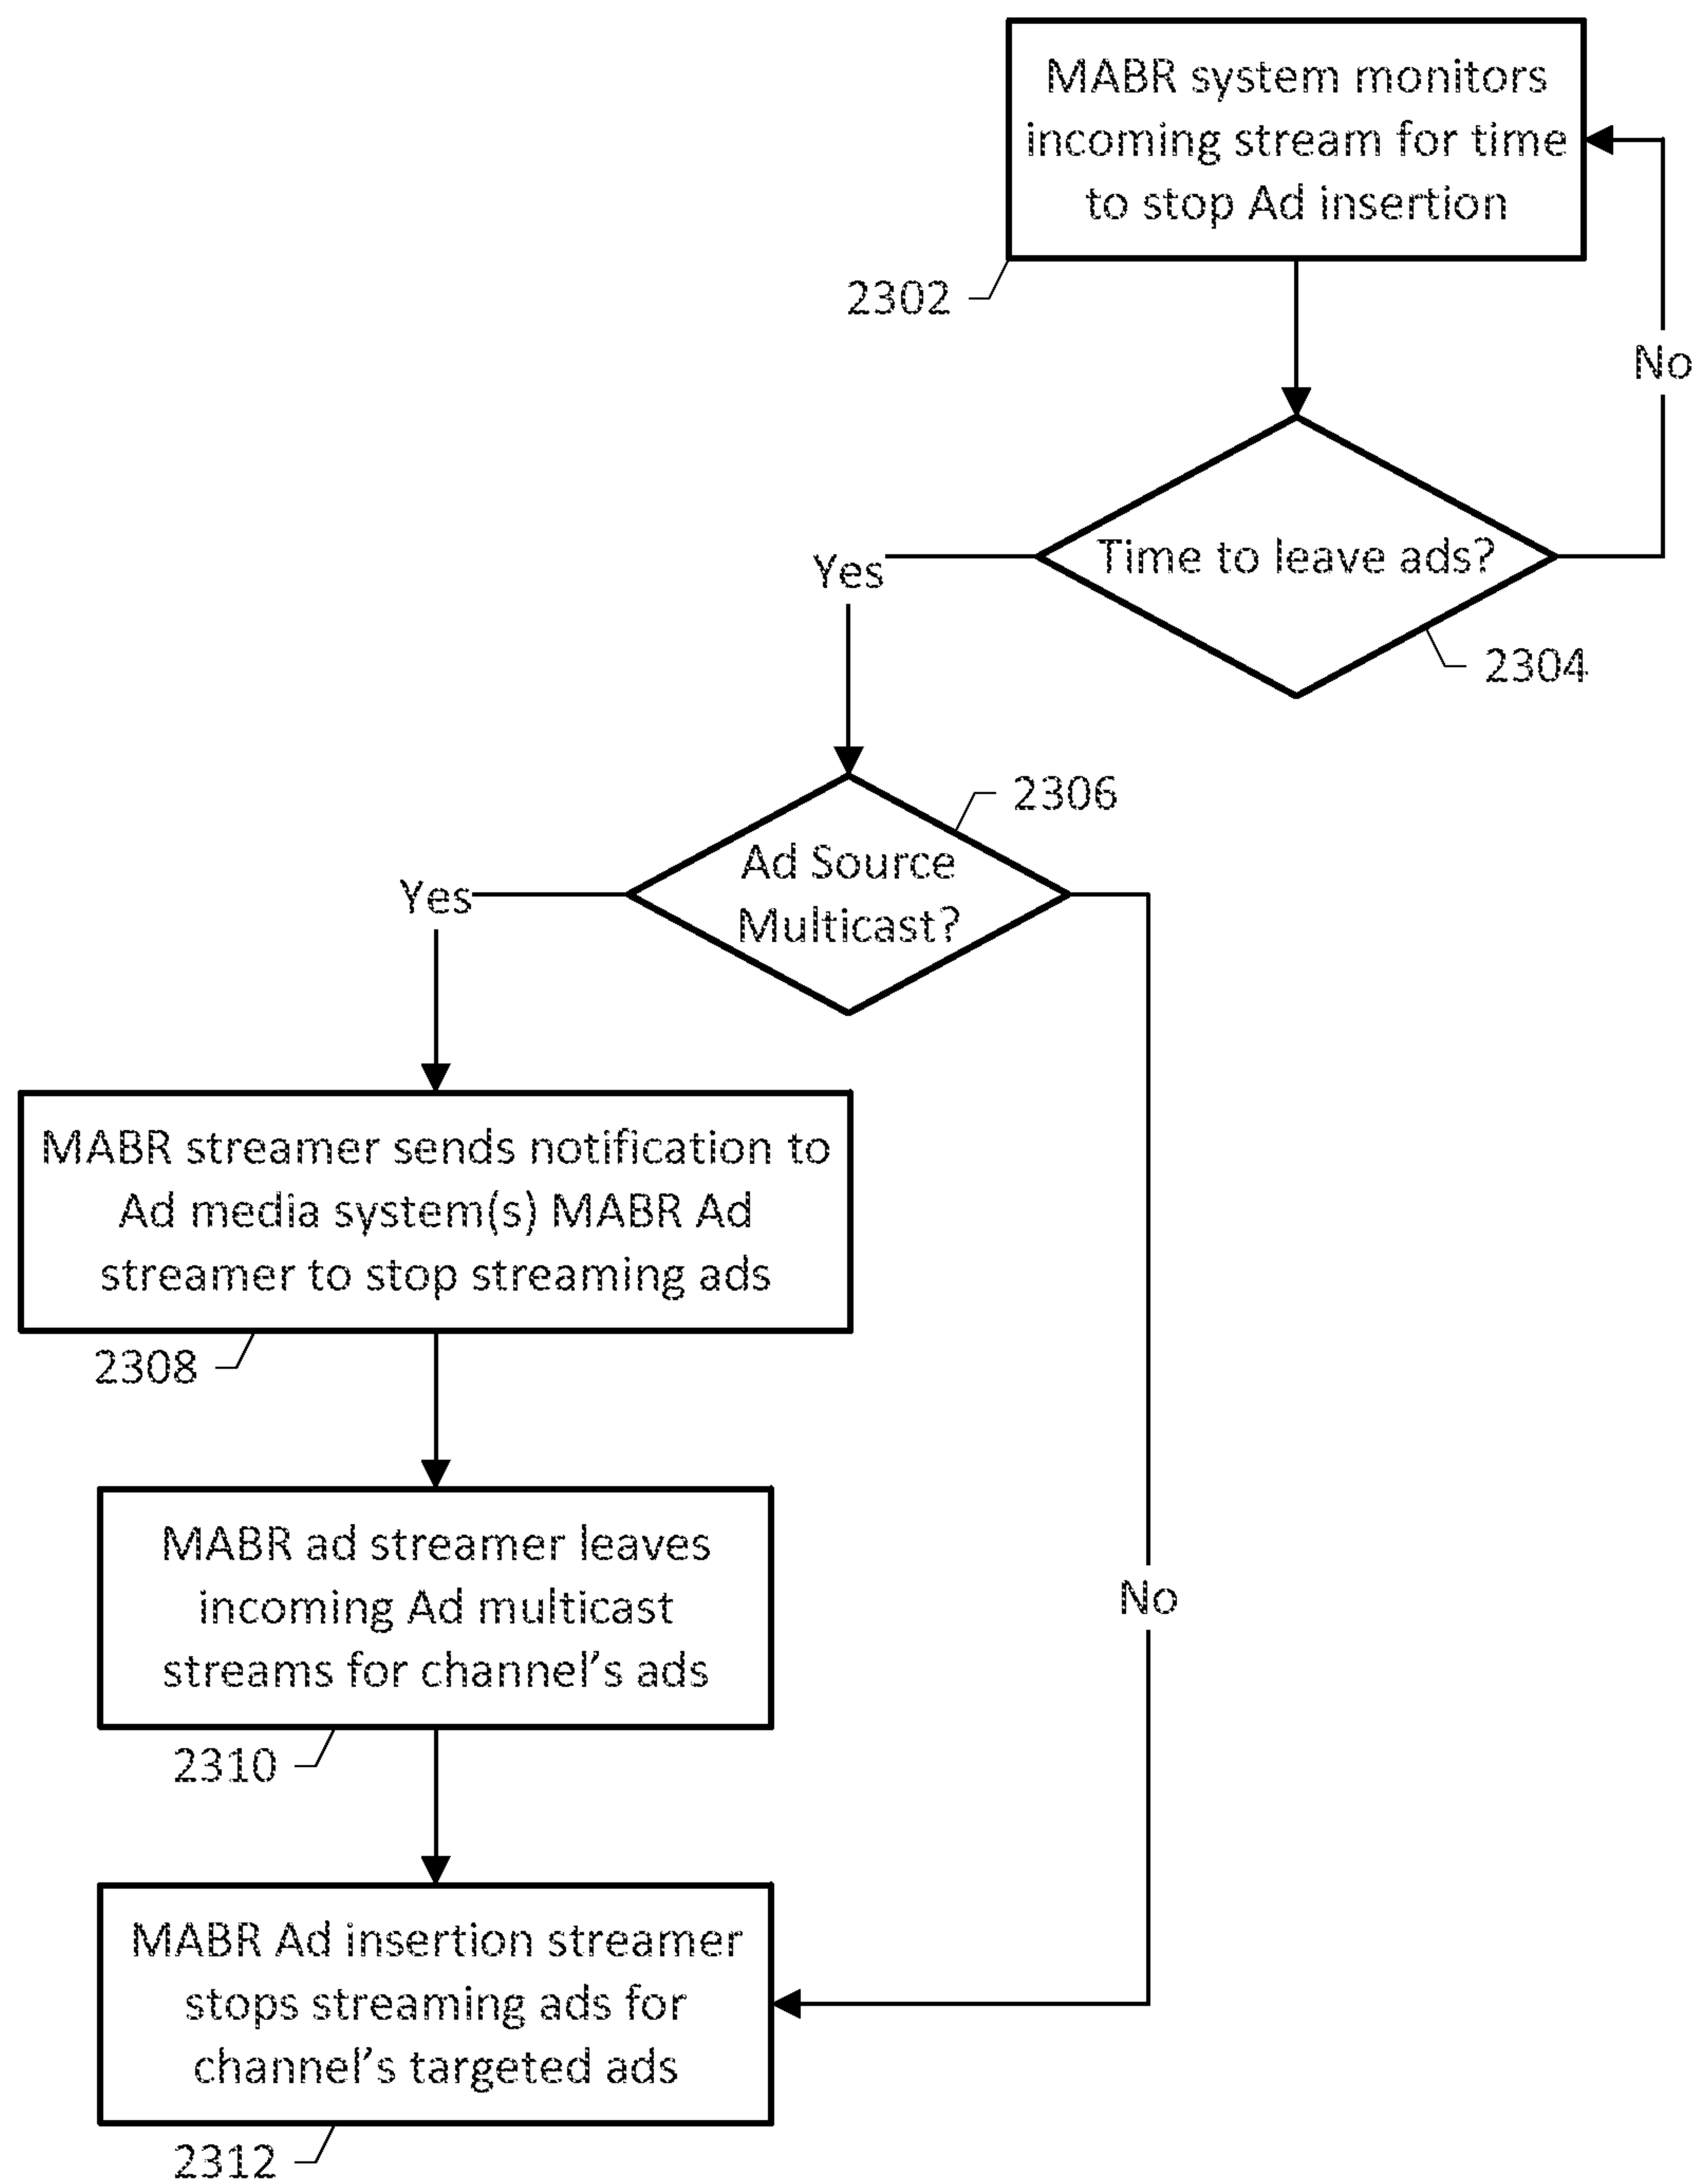 MABR system monitors
incoming stream for time
to stop Ad insertion
2302
No
Time to leave ads?
Yes
2304
2306
Ad Source
Multicast?
Yes
MABR streamer sends notification to
Ad media system(s) MABR Ad
streamer to stop streaming ads
2308
MABR ad streamer leaves
incoming Ad multicast
streams for channel's ads
No
2310
MABR Ad insertion streamer
stops streaming ads for
channel's targeted ads
2312